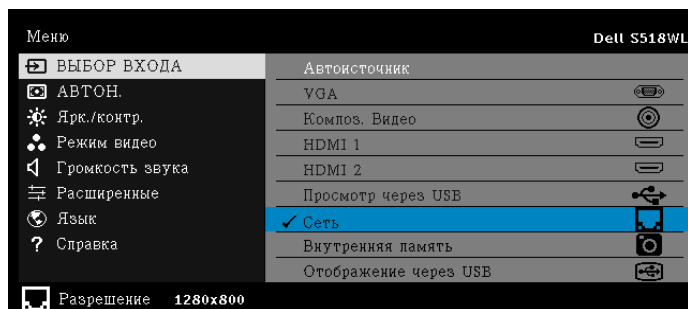 Меню Dell S518WL
ВЫБОР ВХОДА
АВТОН.
Ярк./контр.
Режим видео
Громкость звука
Расширенные
Язык
? Справка
Автоисточник
VGA
Композ. Видео
HDMI 1
HDMI 2
Просмотр через USB
✓ Сеть
Внутренняя память
Отображение через USB
Разрешение 1280x800